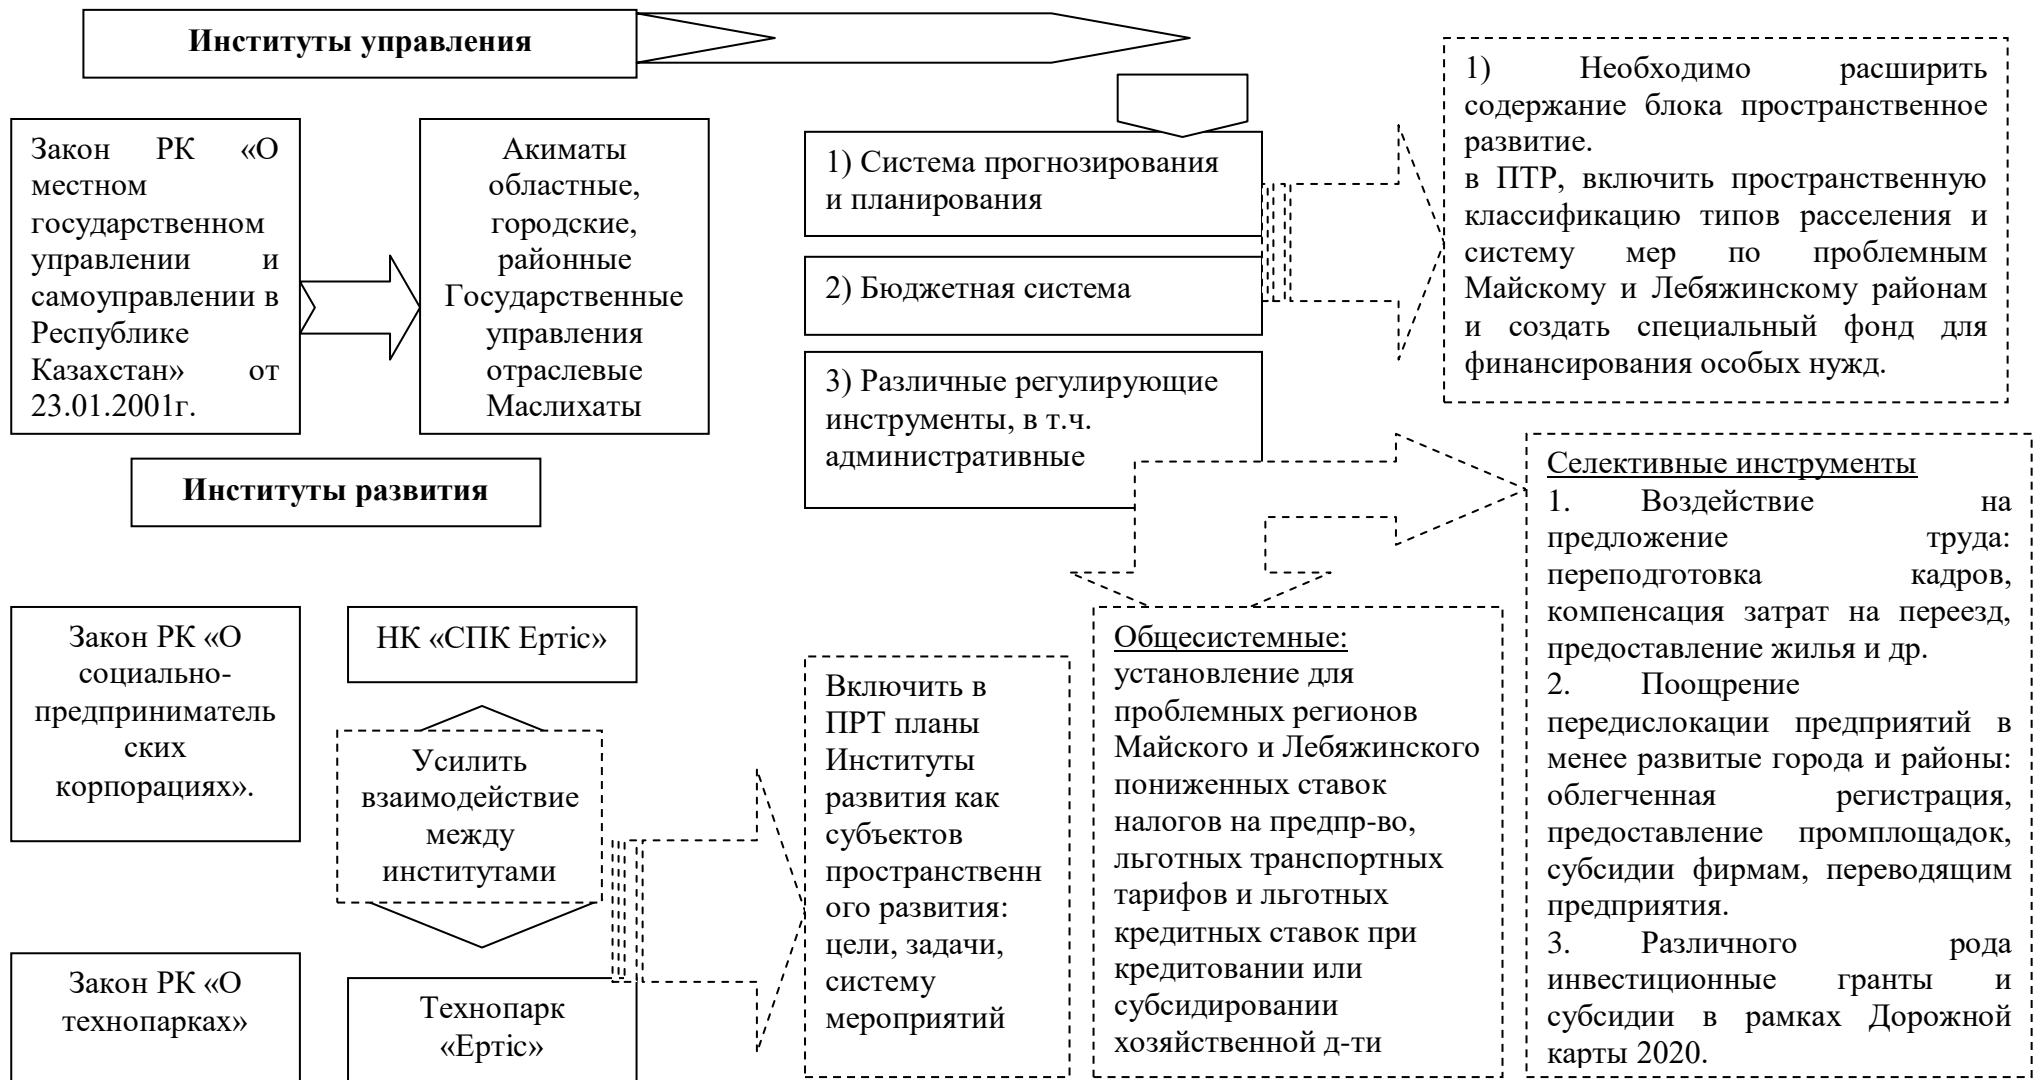 Институты управления
Закон РК «О
местном
государственном
управлении и
самоуправлении в
Республике
Казахстан» от
23.01.2001г.
Акиматы
областные,
городские,
районные
Государственные
управления
отраслевые
Маслихаты
1) Система прогнозирования
и планирования
2) Бюджетная система
3) Различные регулирующие
инструменты, в т.ч.
административные
1) Необходимо расширить
содержание блока пространственное
развитие.
в ПТР, включить пространственную
классификацию типов расселения и
систему мер по проблемным
Майскому и Лебяжинскому районам
и создать специальный фонд для
финансирования особых нужд.
Институты развития
Закон РК «О
социально-
предприниматель
ских
корпорациях».
НК «СПК Ертіс»
Усилить
взаимодействие
между
институтами
Закон РК «О
технопарках»
Технопарк
«Ертіс»
Включить в
ПРТ планы
Институты
развития как
субъектов
пространственн
ого развития:
цели, задачи,
систему
мероприятий
Общесистемные:
установление для
проблемных регионов
Майского и Лебяжинского
пониженных ставок
налогов на предпр-во,
льготных транспортных
тарифов и льготных
кредитных ставок при
кредитовании или
субсидировании
хозяйственной д-ти
Селективные инструменты
1. Воздействие на
предложение труда:
переподготовка кадров,
компенсация затрат на переезд,
предоставление жилья и др.
2. Поощрение
передислокации предприятий в
менее развитые города и районы:
облегченная регистрация,
предоставление промплощадок,
субсидии фирмам, переводящим
предприятия.
3. Различного рода
инвестиционные гранты и
субсидии в рамках Дорожной
карты 2020.